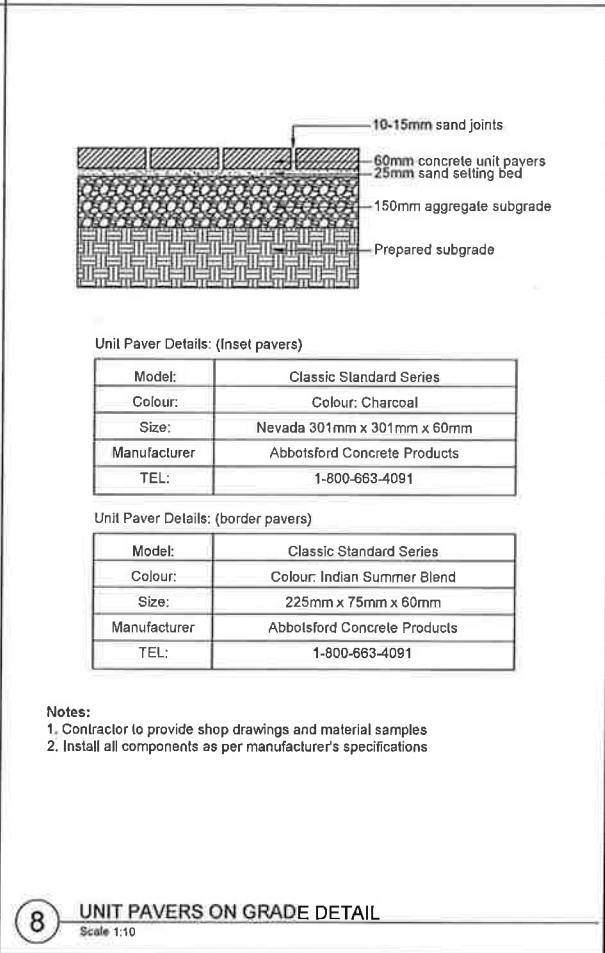 10-15mm sand joints
60mm concrete unit pavers
25mm sand setting bed
150mm aggregate subgrade
Prepared subgrade
Unit Paver Details: (Inset pavers)
Model: Classic Standard Series
Colour: Colour: Charcoal
Size: Nevada 301mm x 301mm x 60mm
Manufacturer Abbotsford Concrete Products
TEL: 1-800-663-4091
Unit Paver Details: (border pavers)
Model: Classic Standard Series
Colour: Colour: Indian Summer Blend
Size: 225mm x 75mm x 60mm
Manufacturer Abbotsford Concrete Products
TEL: 1-800-663-4091
Notes:
1. Contractor to provide shop drawings and material samples
2. Install all components as per manufacturer's specifications
8 UNIT PAVERS ON GRADE DETAIL
Scale 1:10